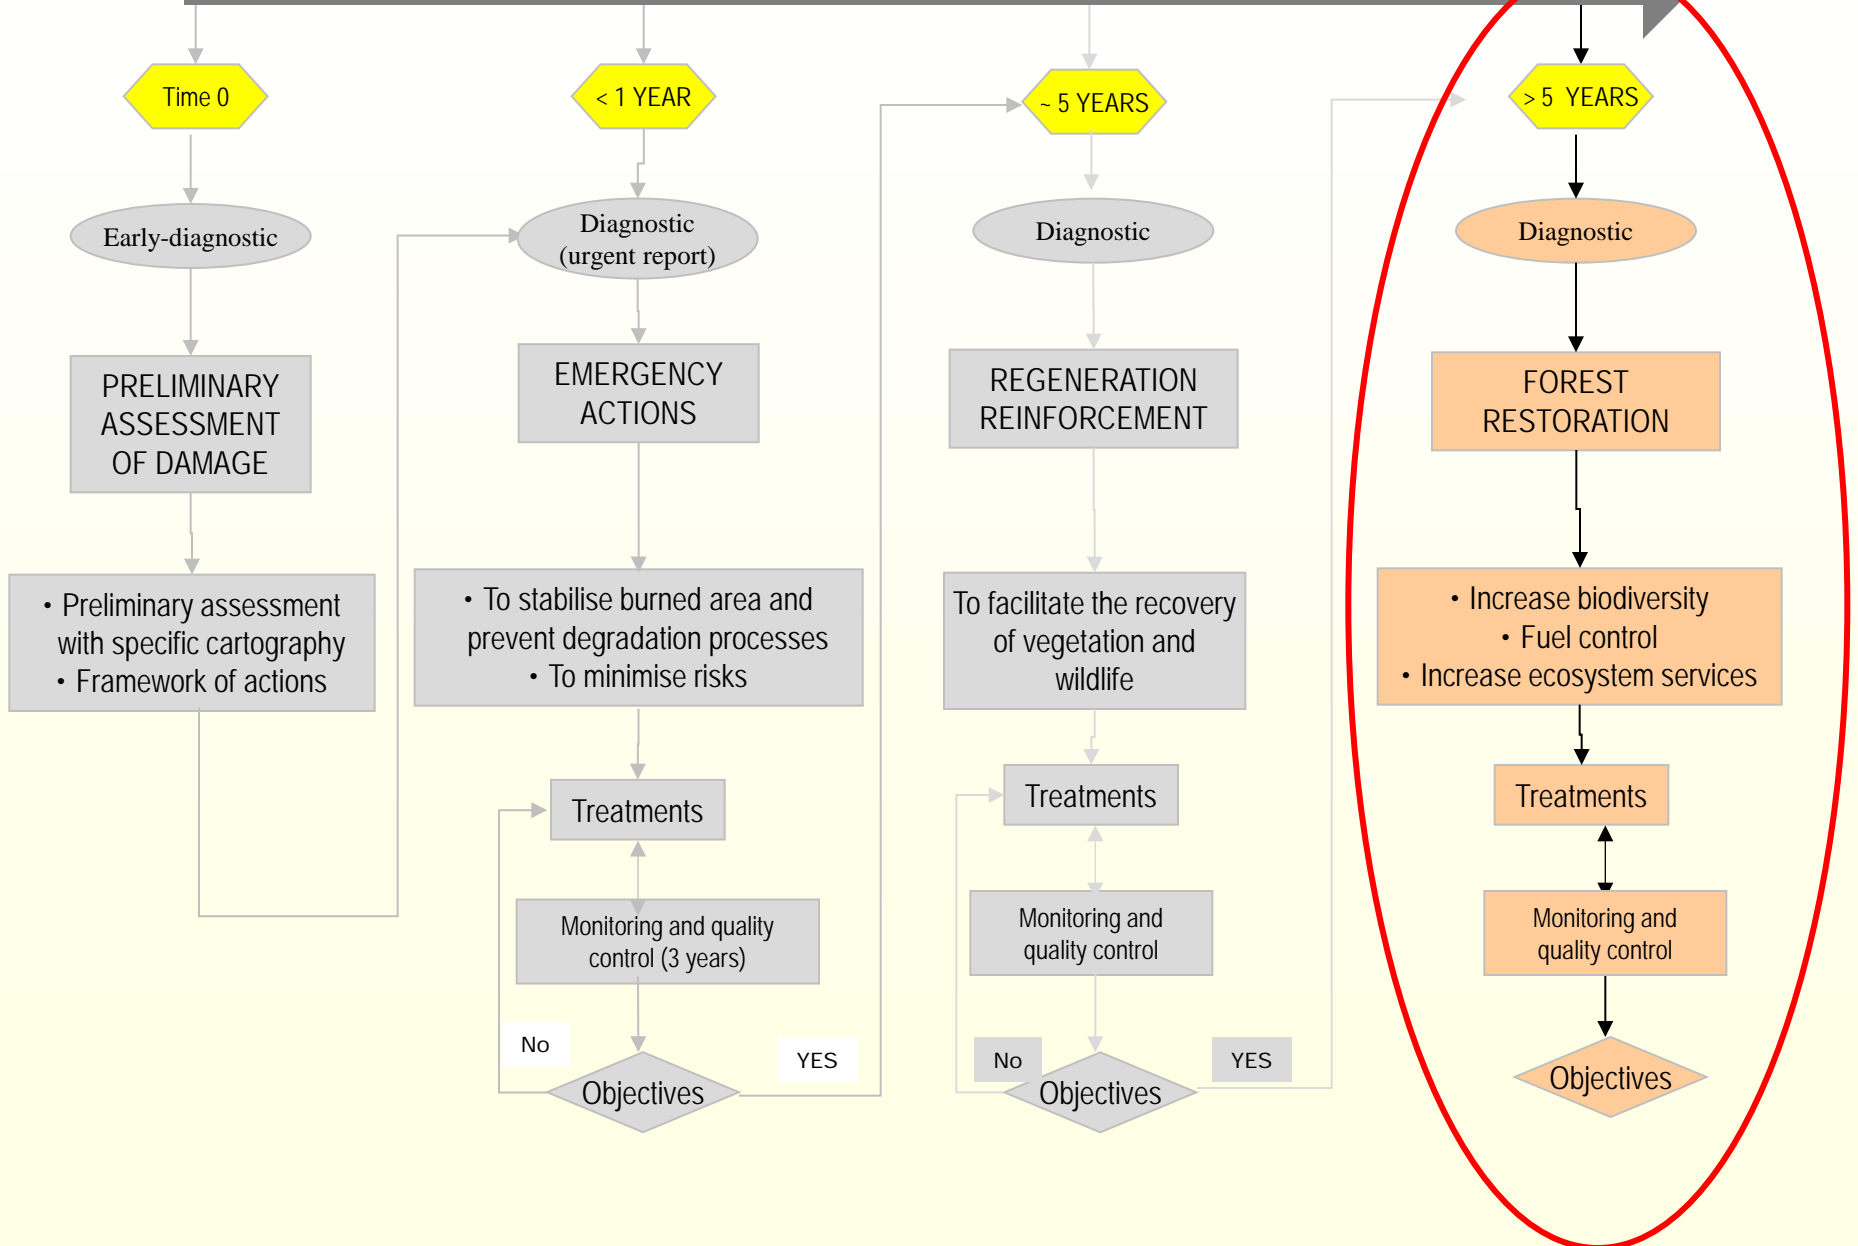 Time 0
Early-diagnostic
PRELIMINARY
ASSESSMENT
OF DAMAGE
• Preliminary assessment
with specific cartography
• Framework of actions
< 1 YEAR
Diagnostic
(urgent report)
EMERGENCY
ACTIONS
• To stabilise burned area and
prevent degradation processes
• To minimise risks
Treatments
Monitoring and quality
control (3 years)
No
YES
Objectives
~ 5 YEARS
Diagnostic
REGENERATION
REINFORCEMENT
To facilitate the recovery
of vegetation and
wildlife
Treatments
Monitoring and
quality control
No
YES
Objectives
> 5 YEARS
Diagnostic
FOREST
RESTORATION
• Increase biodiversity
• Fuel control
• Increase ecosystem services
Treatments
Monitoring and
quality control
Objectives